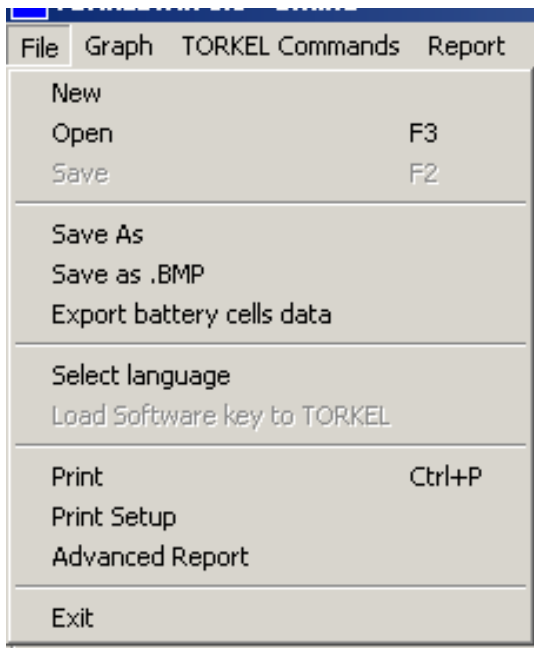 File Graph TORKEL Commands Report
New
Open F3
Save F2
Save As
Save as .BMP
Export battery cells data
Select language
Load Software key to TORKEL
Print Ctrl+P
Print Setup
Advanced Report
Exit